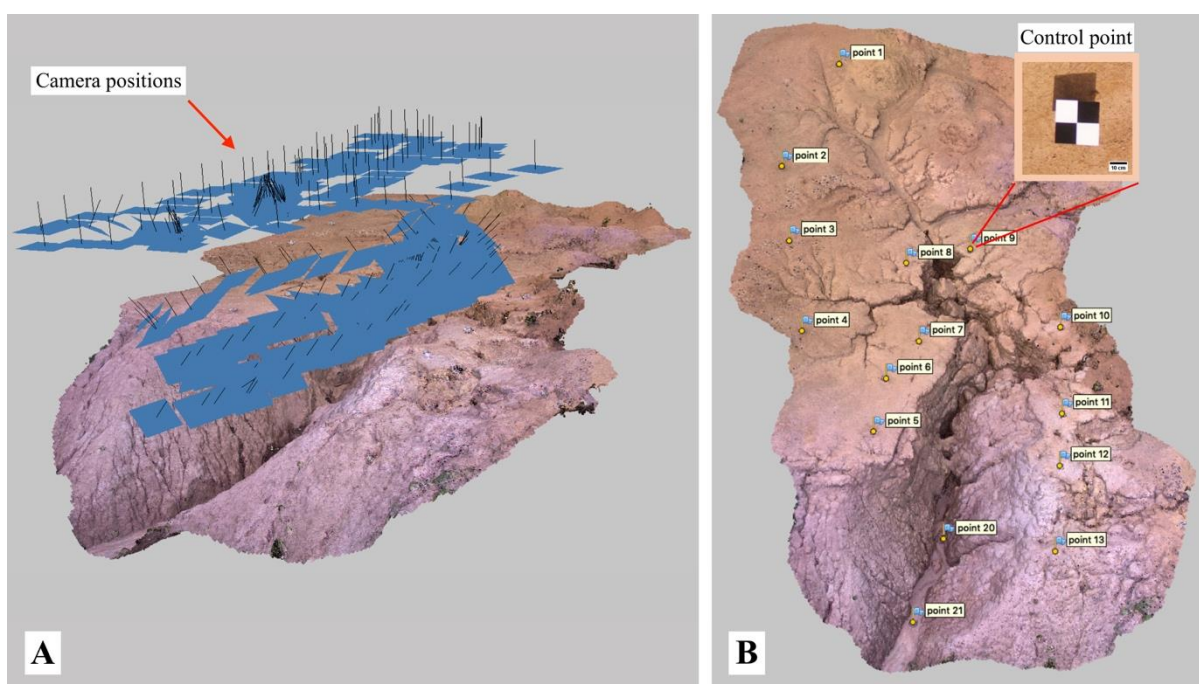 Camera positions
A
Control point
10 cm
point 1
point 2
point 3
point 9
point 8
point 4
point 10
point 7
point 6
point 11
point 5
point 12
point 20
point 13
point 21
B